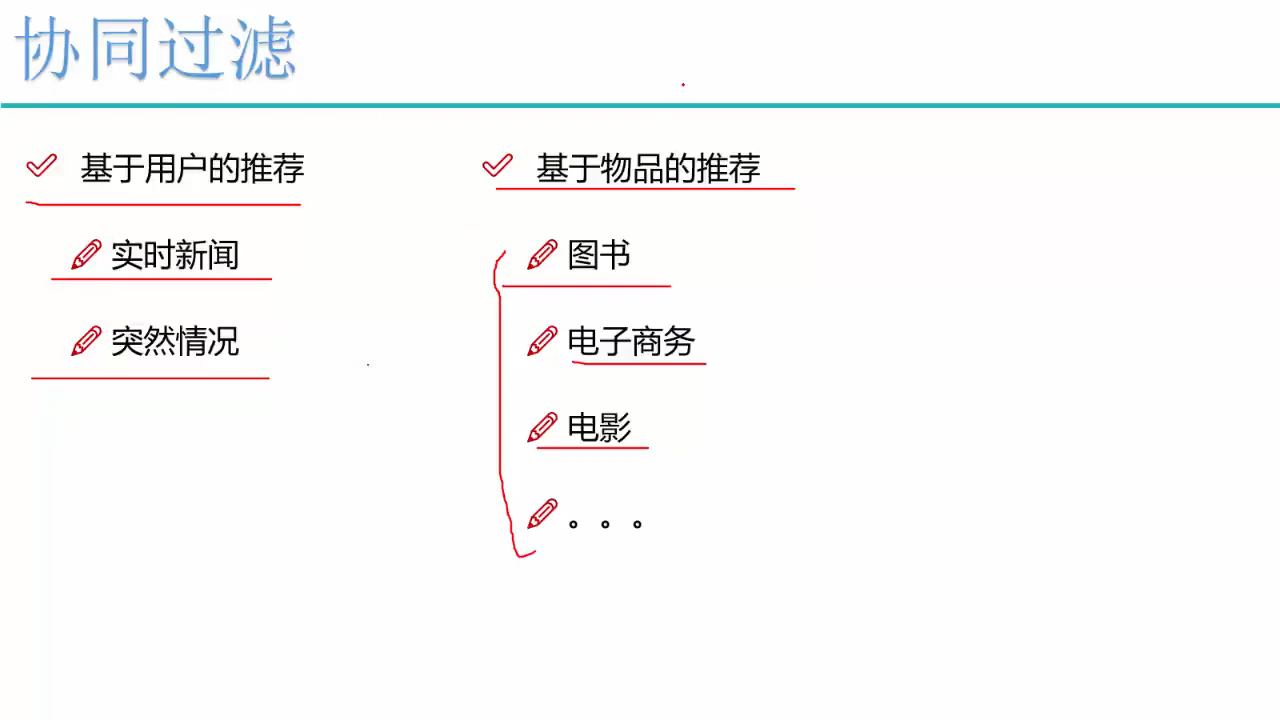 协同过滤
基于用户的推荐
实时新闻
突然情况
基于物品的推荐
图书
电子商务
电影
。。。